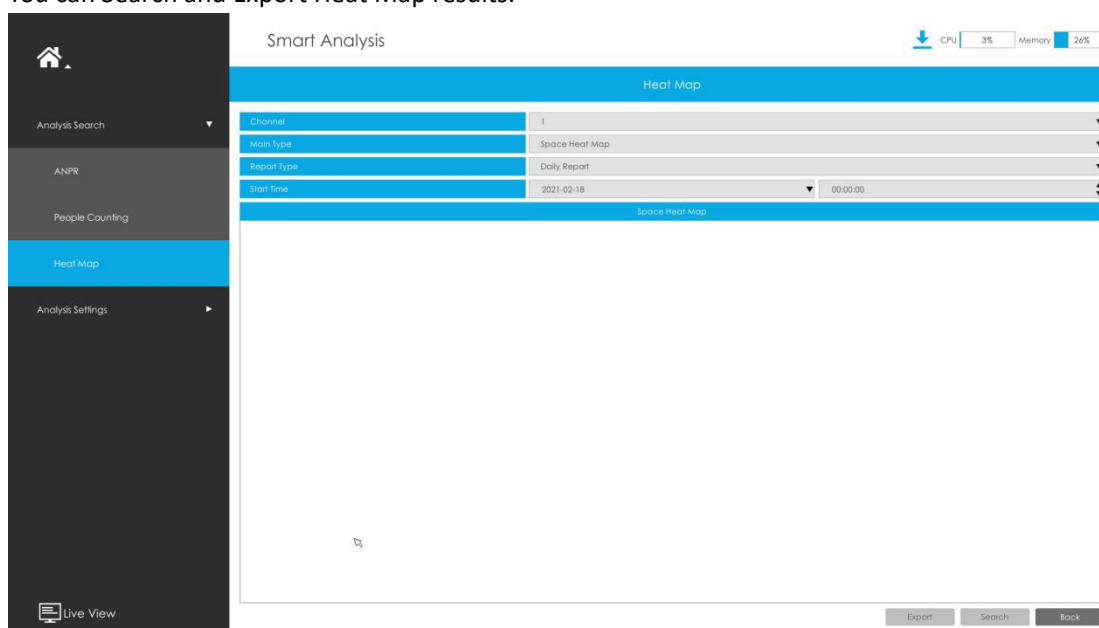 You can Search and Export Heat Map results.
Smart Analysis
CPU 3% Memory 26%
Heat Map
Analysis Search
ANPR
People Counting
Heat Map
Analysis Settings
Live View
Channel 1
Main Type Space Heat Map
Report Type Daily Report
Start Time 2021-02-18 00:00:00
Space Heat Map
Export Search Back